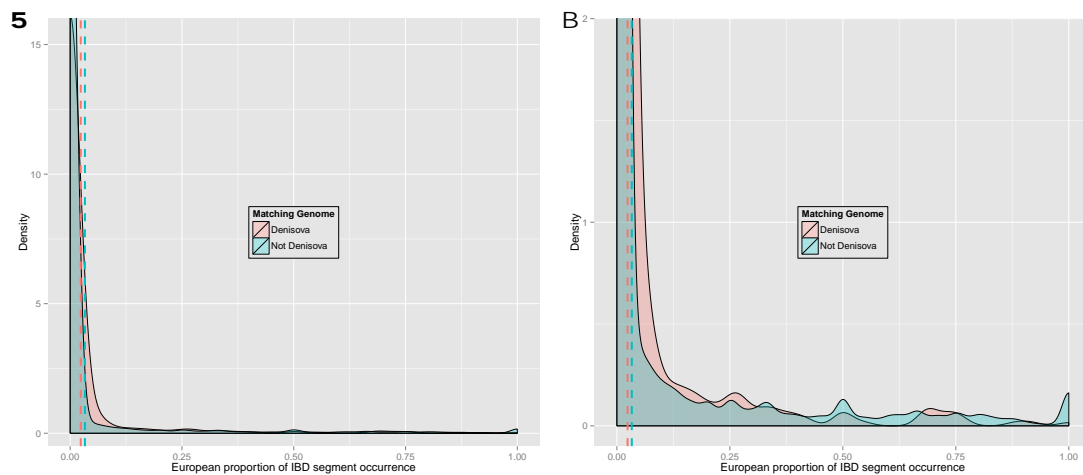 5
15
10
5
0
Density
0.00 0.25 0.50 0.75 1.00
European proportion of IBD segment occurrence
Matching Genome
Denisova
Not Denisova
B
2
1
0
Density
0.00 0.25 0.50 0.75 1.00
European proportion of IBD segment occurrence
Matching Genome
Denisova
Not Denisova